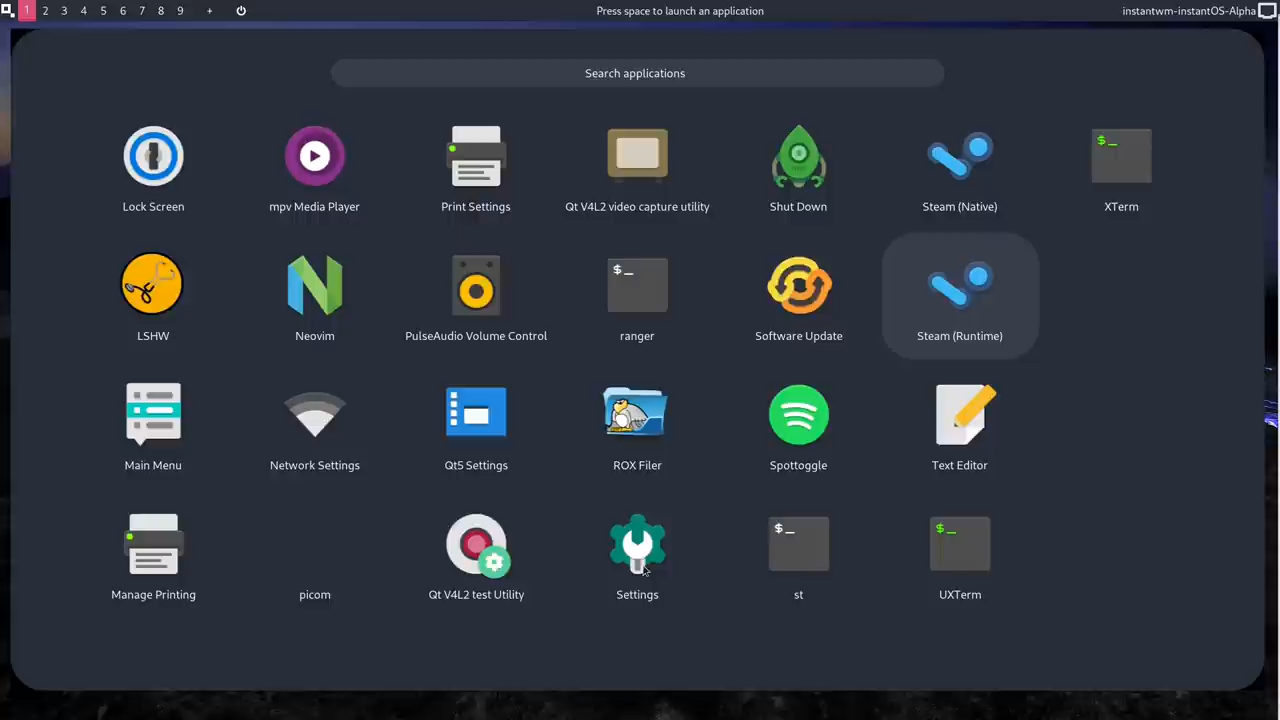 1 2 3 4 5 6 7 8 9 +
Press space to launch an application
instantwm-instantOS-Alpha
Search applications
Lock Screen
mpv Media Player
Print Settings
Qt V4L2 video capture utility
Shut Down
Steam (Native)
$_
XTerm
LSHW
Neovim
PulseAudio Volume Control
$_
ranger
Software Update
Steam (Runtime)
Main Menu
Network Settings
Qt5 Settings
ROX Filer
Spottoggle
Text Editor
Manage Printing
picom
Qt V4L2 test Utility
Settings
$_
st
$_
UXTerm